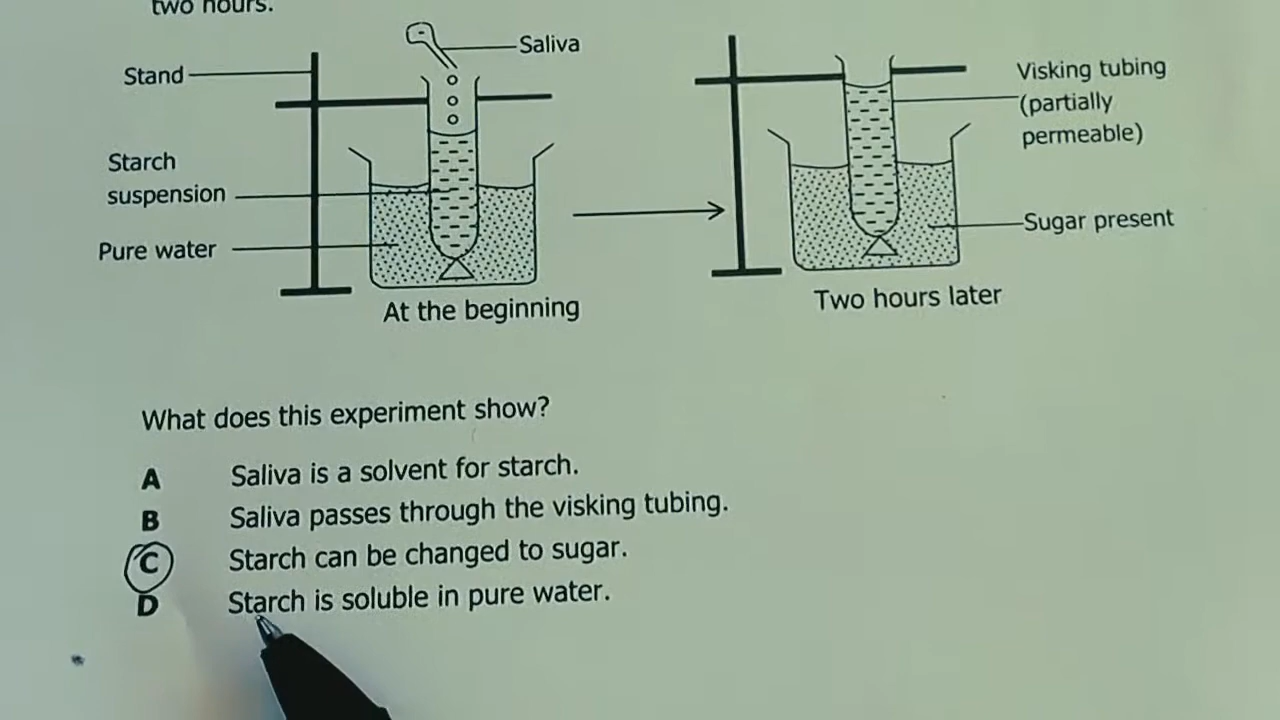 two hours.
Saliva
Stand
Starch
suspension
Pure water
At the beginning
Visking tubing
(partially
permeable)
Sugar present
Two hours later
What does this experiment show?
A Saliva is a solvent for starch.
B Saliva passes through the visking tubing.
C Starch can be changed to sugar.
D Starch is soluble in pure water.